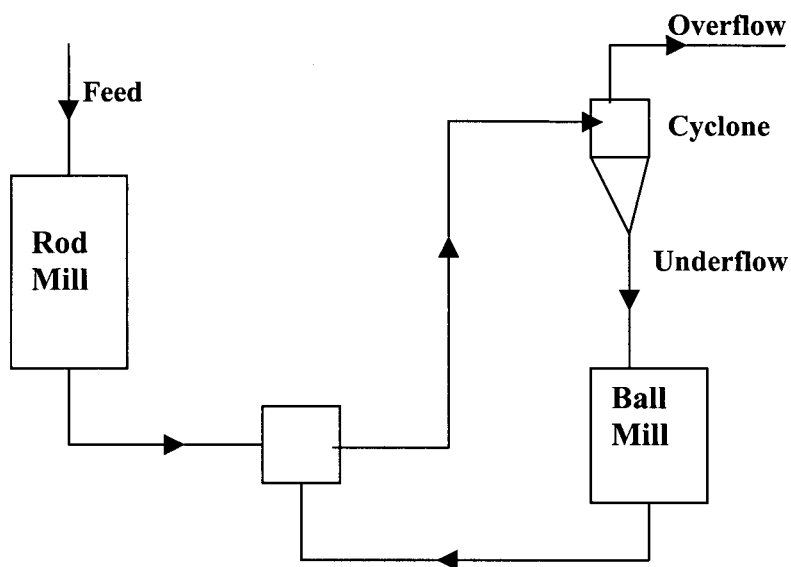 Overflow
Feed
Cyclone
Rod
Mill
Underflow
Ball
Mill